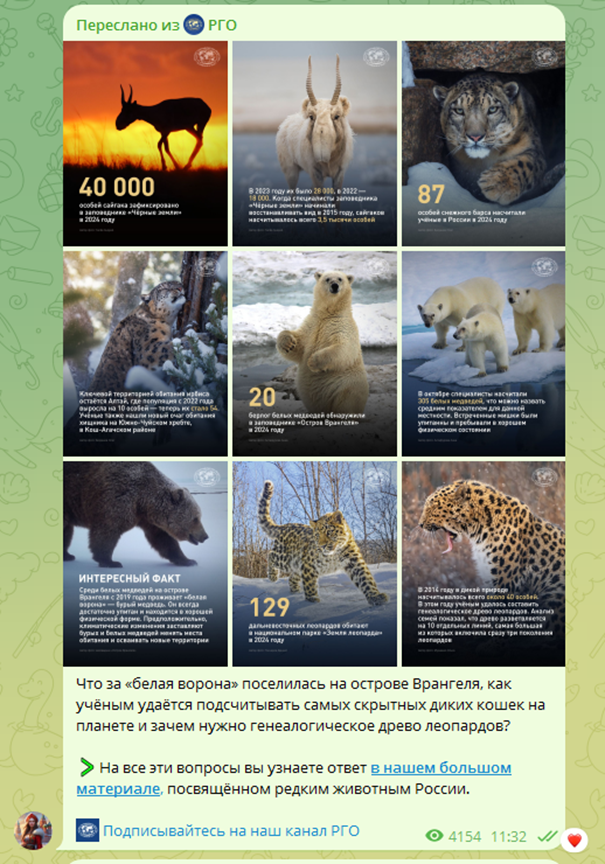 Переслано из РГО
40 000
особей сайгака зафиксировано
в заповеднике «Чёрные земли»
в 2024 году
В 2023 году их было 28 000, в 2022 —
18 000. Когда специалисты заповедника
«Чёрные земли» начинали
восстанавливать вид в 2015 году, сайгаков
насчитывалось всего 3,5 тысячи особей
87
особей снежного барса насчитали
учёные в России в 2024 году
Ключевой территорией обитания ирбиса
остаётся Алтай, где популяция с 2022 года
выросла на 10 особей — теперь их стало 54.
Учёные также нашли новый очаг обитания
хищника на Южно-Чуйском хребте,
в Кош-Агачском районе
20
берлог белых медведей обнаружили
в заповеднике «Остров Врангеля»
в 2024 году
В октябре специалисты насчитали
305 белых медведей, что можно назвать
средним показателем для данной
местности. Встреченные мишки были
упитанны и пребывали в хорошем
физическом состоянии
ИНТЕРЕСНЫЙ ФАКТ
Среди белых медведей на острове
Врангеля с 2019 года проживает «белая
ворона» — бурый медведь. Он всегда
достаточно упитан и находится в хорошей
физической форме. Предположительно,
климатические изменения заставляют
бурых и белых медведей менять места
обитания и осваивать новые территории
129
дальневосточных леопардов обитают
в национальном парке «Земля леопарда»
в 2024 году
В 2014 году в дикой природе
насчитывалось всего около 40 особей.
В этом году учёным удалось составить
генеалогическое древо леопардов. Анализ
семей показал, что древо разветвляется
на 10 отдельных линий, самая большая
из которых включила сразу три поколения
леопардов
Что за «белая ворона» поселилась на острове Врангеля, как
учёным удаётся подсчитывать самых скрытных диких кошек на
планете и зачем нужно генеалогическое древо леопардов?
На все эти вопросы вы узнаете ответ в нашем большом
материале, посвящённом редким животным России.
Подписывайтесь на наш канал РГО
4154 11:32